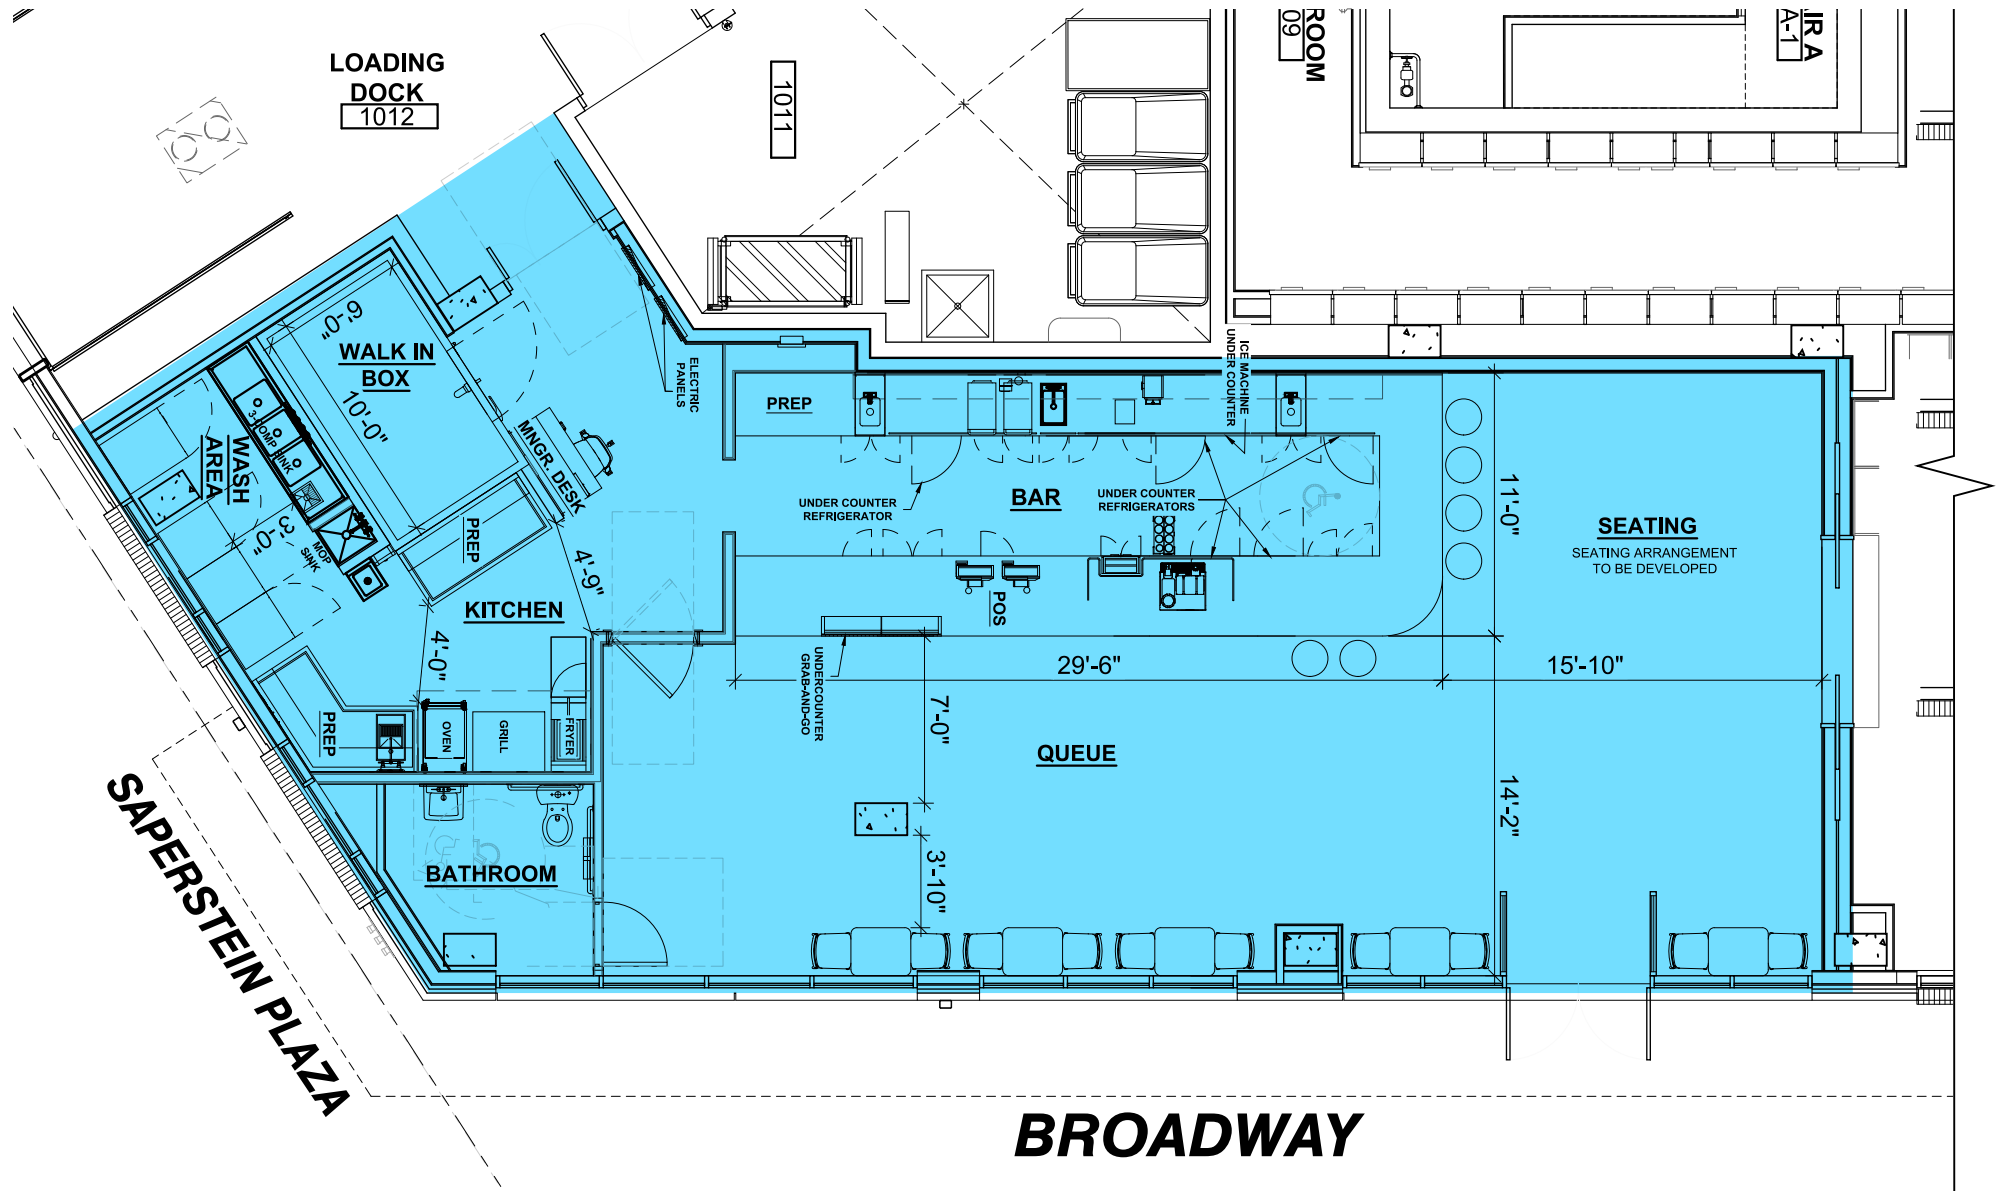 LOADING
DOCK
1012
1011
ROOM
09
AIR A
A-1
6'-0"
WALK IN
BOX
10'-0"
ELECTRIC
PANELS
PREP
ICE MACHINE
UNDER COUNTER
3-COMP SINK
WASH
AREA
MNGR. DESK
3'-0"
MOP
SINK
PREP
4'-9"
KITCHEN
4'-0"
UNDER COUNTER
REFRIGERATOR
BAR
UNDER COUNTER
REFRIGERATORS
11'-0"
SEATING
SEATING ARRANGEMENT
TO BE DEVELOPED
POS
UNDERCOUNTER
GRAB-AND-GO
29'-6"
15'-10"
PREP
OVEN
GRILL
FRYER
7'-0"
QUEUE
14'-2"
3'-10"
BATHROOM
SAPERSTEIN PLAZA
BROADWAY